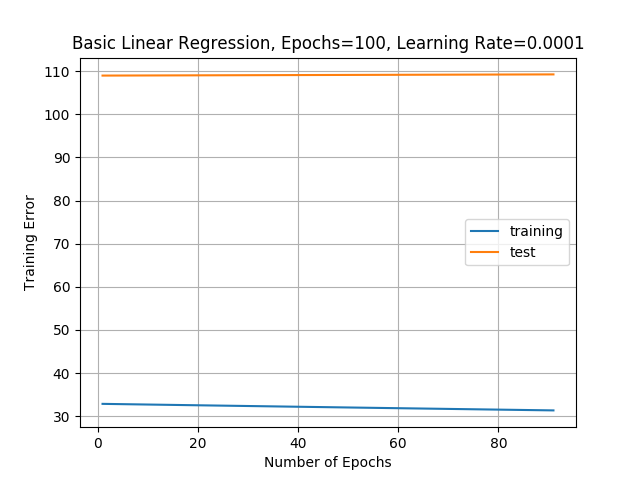 Basic Linear Regression, Epochs=100, Learning Rate=0.0001
110
100
90
80
70
60
50
40
30
Training Error
training
test
0 20 40 60 80
Number of Epochs